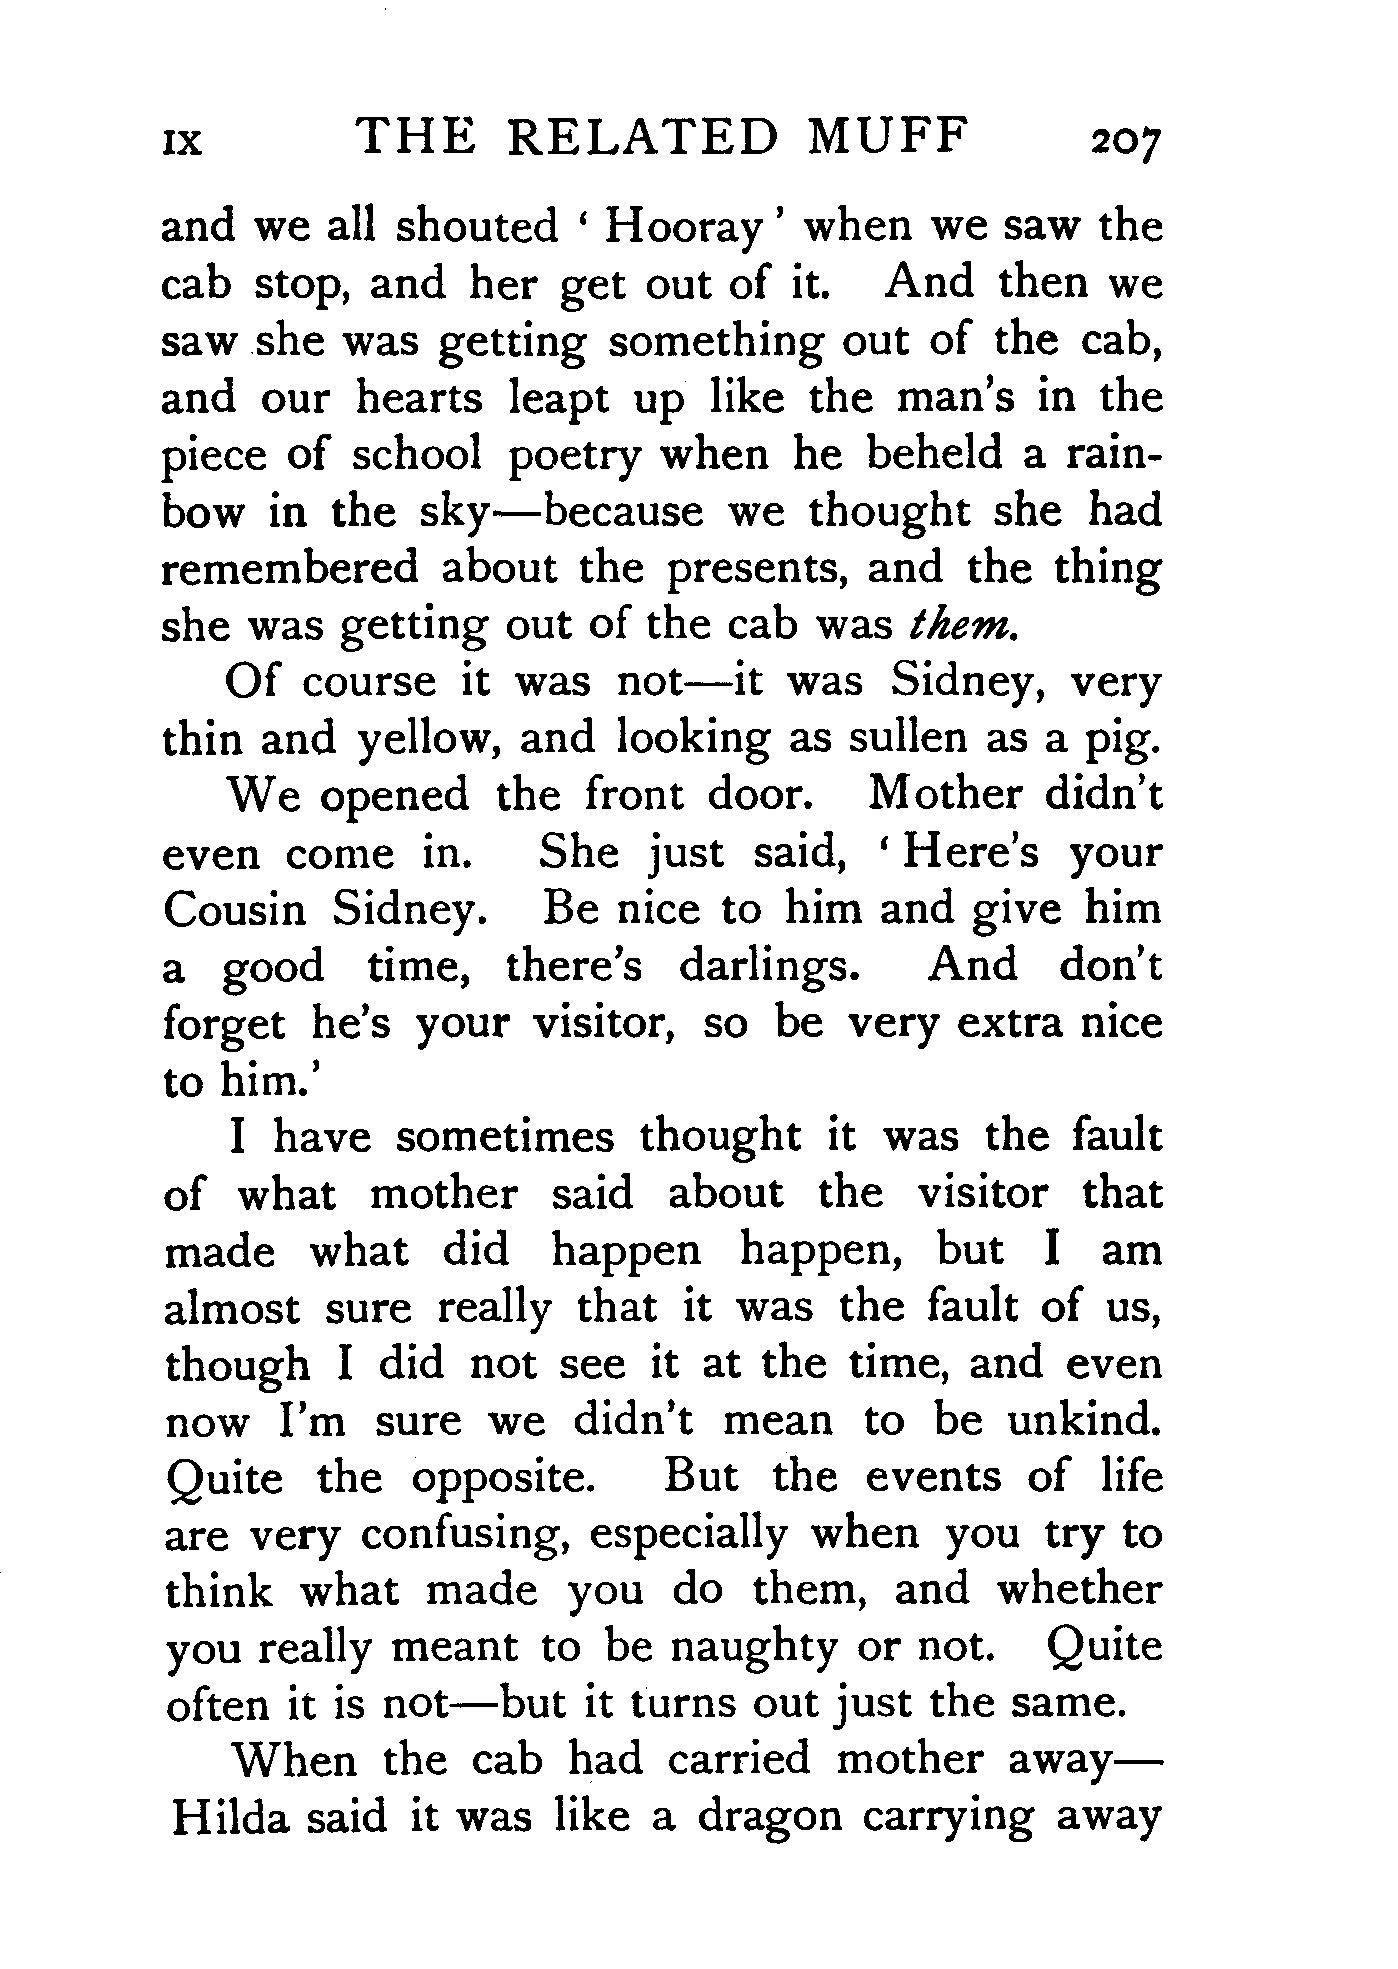 IX THE RELATED MUFF 207
and we all shouted ‘ Hooray ’ when we saw the
cab stop, and her get out of it. And then we
saw she was getting something out of the cab,
and our hearts leapt up like the man’s in the
piece of school poetry when he beheld a rain-
bow in the sky—because we thought she had
remembered about the presents, and the thing
she was getting out of the cab was them.
Of course it was not—it was Sidney, very
thin and yellow, and looking as sullen as a pig.
We opened the front door. Mother didn’t
even come in. She just said, ‘ Here’s your
Cousin Sidney. Be nice to him and give him
a good time, there’s darlings. And don’t
forget he’s your visitor, so be very extra nice
to him.’
I have sometimes thought it was the fault
of what mother said about the visitor that
made what did happen happen, but I am
almost sure really that it was the fault of us,
though I did not see it at the time, and even
now I’m sure we didn’t mean to be unkind.
Quite the opposite. But the events of life
are very confusing, especially when you try to
think what made you do them, and whether
you really meant to be naughty or not. Quite
often it is not—but it turns out just the same.
When the cab had carried mother away—
Hilda said it was like a dragon carrying away